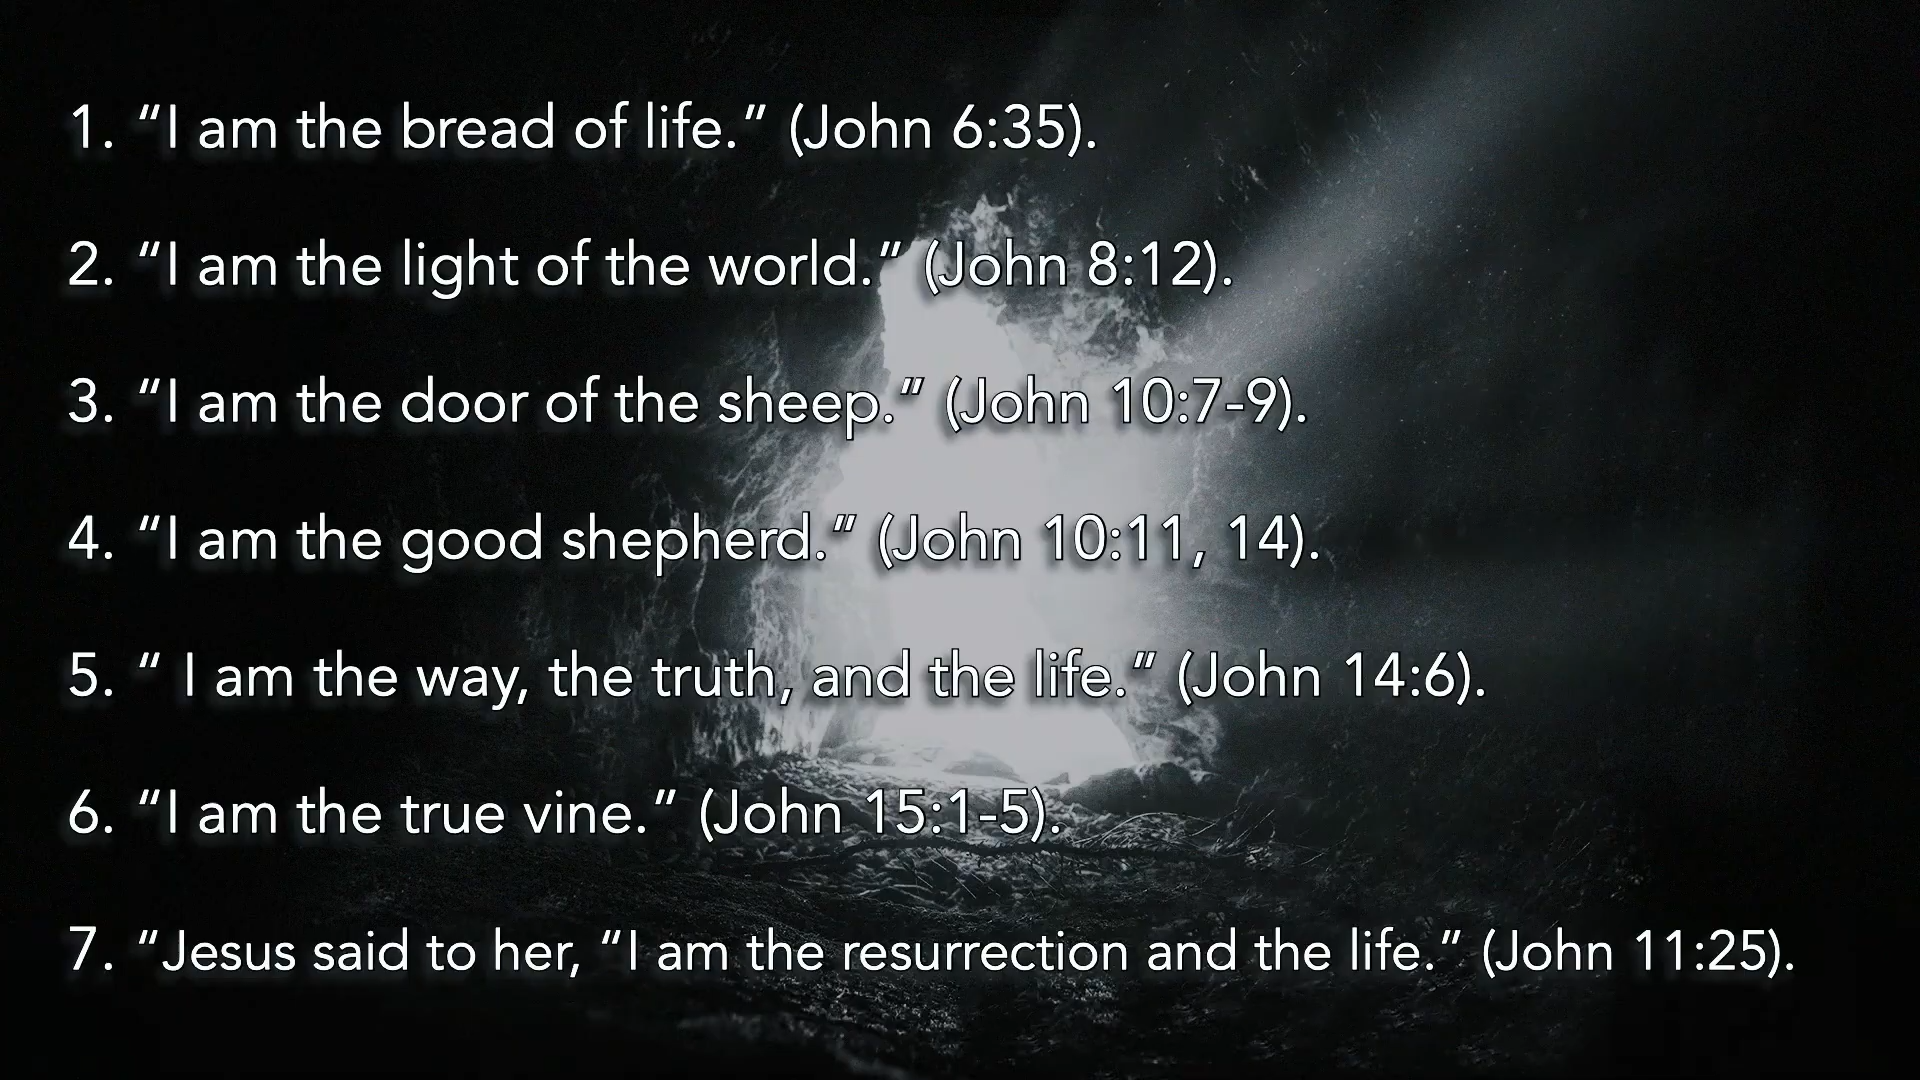 1. “I am the bread of life.” (John 6:35).
2. “I am the light of the world.” (John 8:12).
3. “I am the door of the sheep.” (John 10:7-9).
4. “I am the good shepherd.” (John 10:11, 14).
5. “ I am the way, the truth, and the life.” (John 14:6).
6. “I am the true vine.” (John 15:1-5).
7. “Jesus said to her, “I am the resurrection and the life.” (John 11:25).